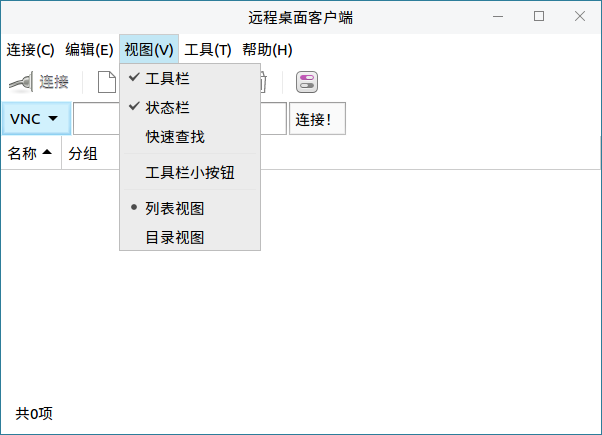 远程桌面客户端
连接(C) 编辑(E) 视图(V) 工具(T) 帮助(H)
连接
VNC 连接!
名称 分组
工具栏
状态栏
快速查找
工具栏小按钮
列表视图
目录视图
共0项